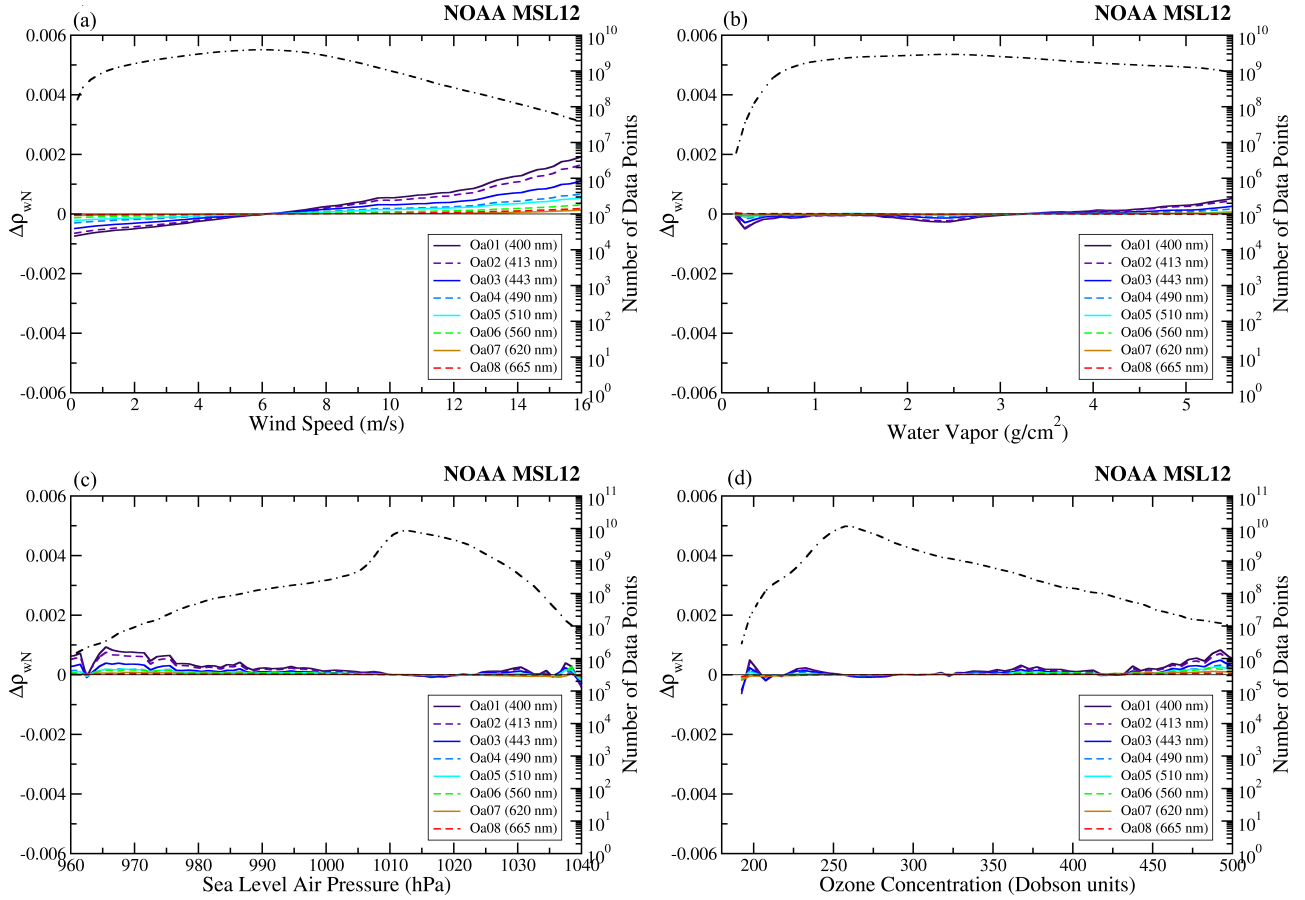 (a)
NOAA MSL12
0.006
0.004
0.002
0
-0.002
-0.004
-0.006
Δρ_wN
10^10
10^9
10^8
10^7
10^6
10^5
10^4
10^3
10^2
10^1
10^0
Number of Data Points
Oa01 (400 nm)
Oa02 (413 nm)
Oa03 (443 nm)
Oa04 (490 nm)
Oa05 (510 nm)
Oa06 (560 nm)
Oa07 (620 nm)
Oa08 (665 nm)
0 2 4 6 8 10 12 14 16
Wind Speed (m/s)
(b)
NOAA MSL12
0.006
0.004
0.002
0
-0.002
-0.004
-0.006
Δρ_wN
10^10
10^9
10^8
10^7
10^6
10^5
10^4
10^3
10^2
10^1
10^0
Number of Data Points
Oa01 (400 nm)
Oa02 (413 nm)
Oa03 (443 nm)
Oa04 (490 nm)
Oa05 (510 nm)
Oa06 (560 nm)
Oa07 (620 nm)
Oa08 (665 nm)
0 1 2 3 4 5
Water Vapor (g/cm^2)
(c)
NOAA MSL12
0.006
0.004
0.002
0
-0.002
-0.004
-0.006
Δρ_wN
10^11
10^10
10^9
10^8
10^7
10^6
10^5
10^4
10^3
10^2
10^1
10^0
Number of Data Points
Oa01 (400 nm)
Oa02 (413 nm)
Oa03 (443 nm)
Oa04 (490 nm)
Oa05 (510 nm)
Oa06 (560 nm)
Oa07 (620 nm)
Oa08 (665 nm)
960 970 980 990 1000 1010 1020 1030 1040
Sea Level Air Pressure (hPa)
(d)
NOAA MSL12
0.006
0.004
0.002
0
-0.002
-0.004
-0.006
Δρ_wN
10^11
10^10
10^9
10^8
10^7
10^6
10^5
10^4
10^3
10^2
10^1
10^0
Number of Data Points
Oa01 (400 nm)
Oa02 (413 nm)
Oa03 (443 nm)
Oa04 (490 nm)
Oa05 (510 nm)
Oa06 (560 nm)
Oa07 (620 nm)
Oa08 (665 nm)
200 250 300 350 400 450 500
Ozone Concentration (Dobson units)